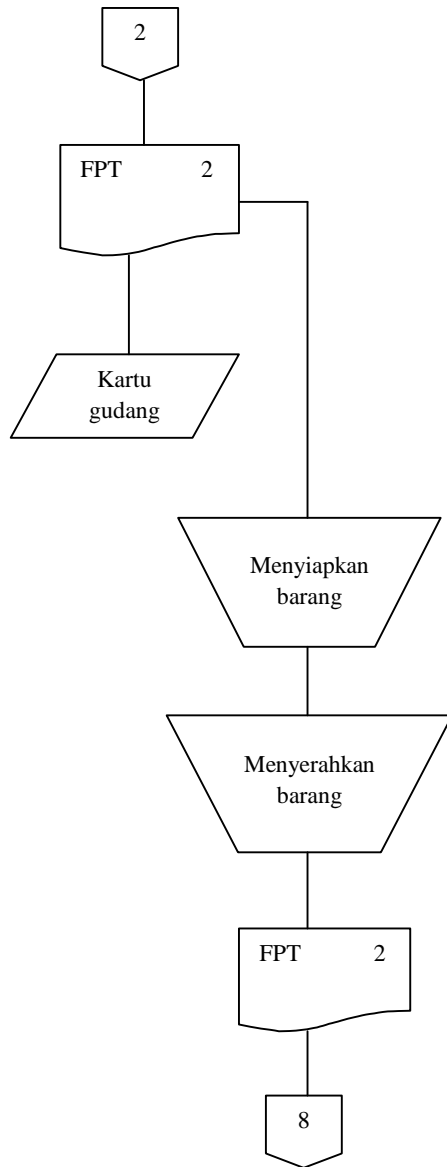 2
FPT 2
Kartu
gudang
Menyiapkan
barang
Menyerahkan
barang
FPT 2
8